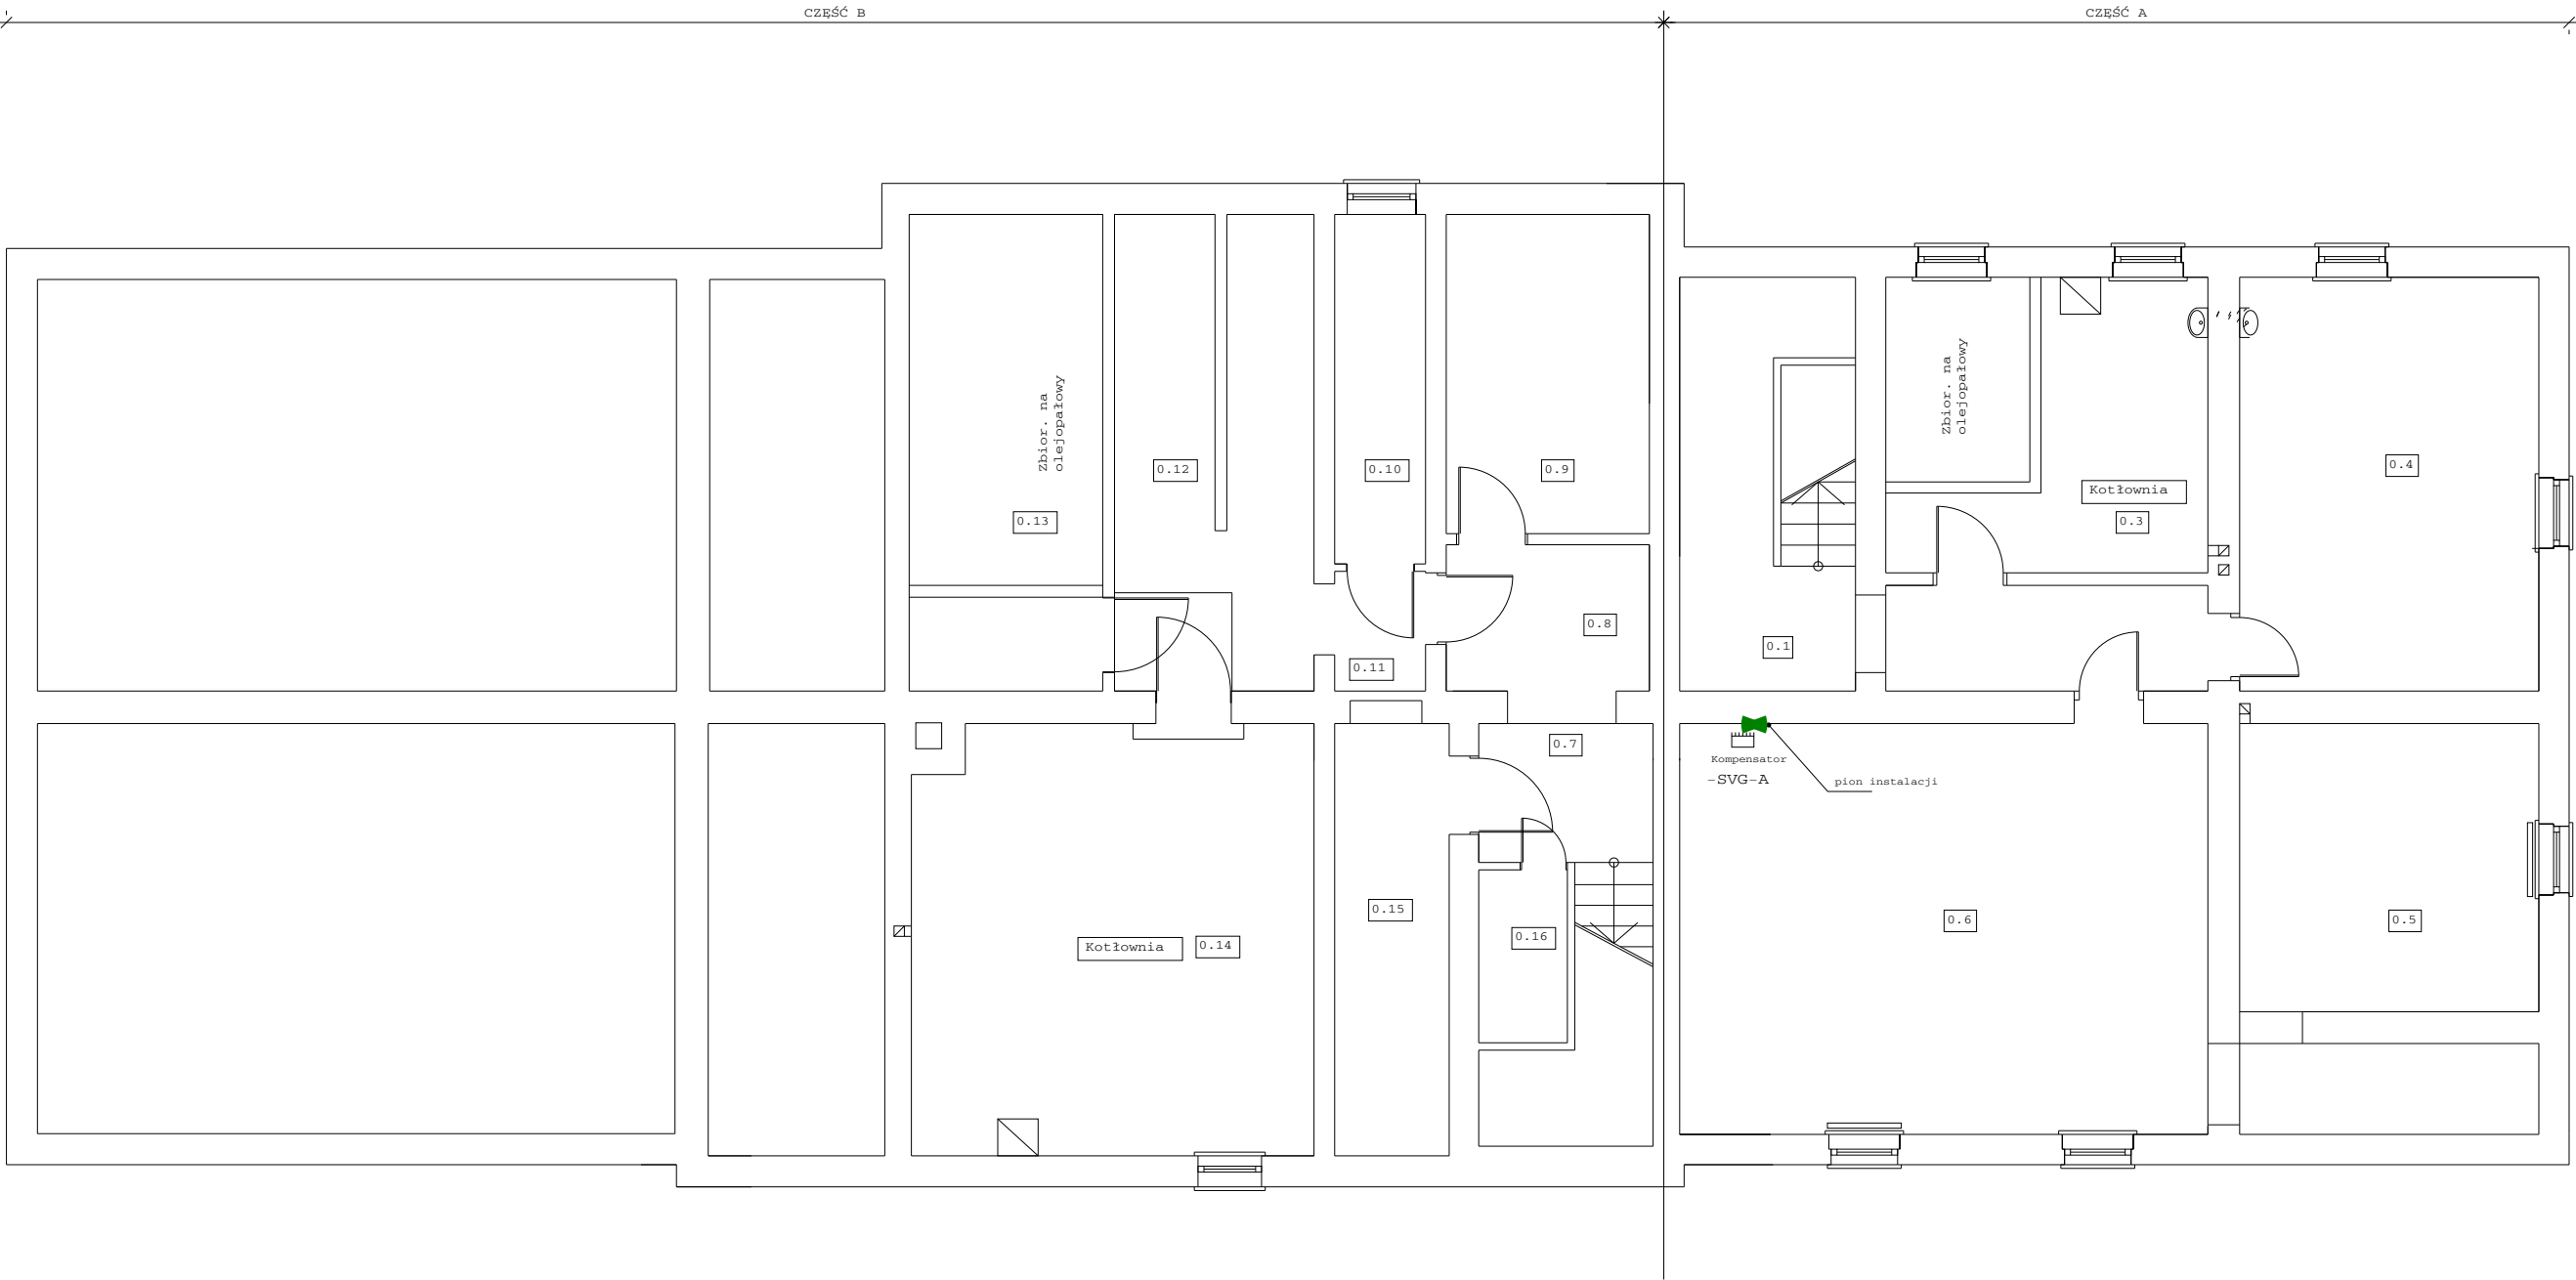 CZĘŚĆ B
CZĘŚĆ A
Zbior. na
olejopałowy
0.13
0.12
0.10
0.9
0.8
0.11
0.7
0.15
0.16
Kotłownia
0.14
Zbior. na
olejopałowy
Kotłownia
0.3
0.4
0.1
Kompensator
-SVG-A
pion instalacji
0.6
0.5